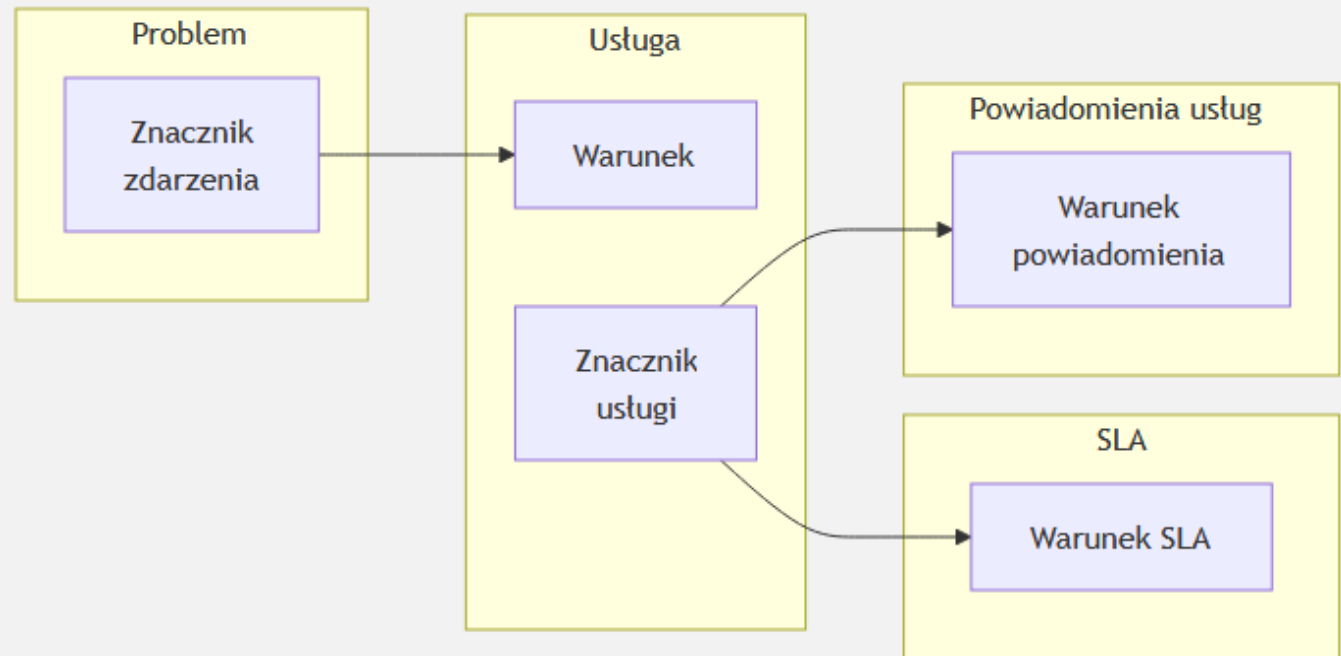 Problem
Znacznik
zdarzenia
Usługa
Warunek
Znacznik
usługi
Powiadomienia usług
Warunek
powiadomienia
SLA
Warunek SLA